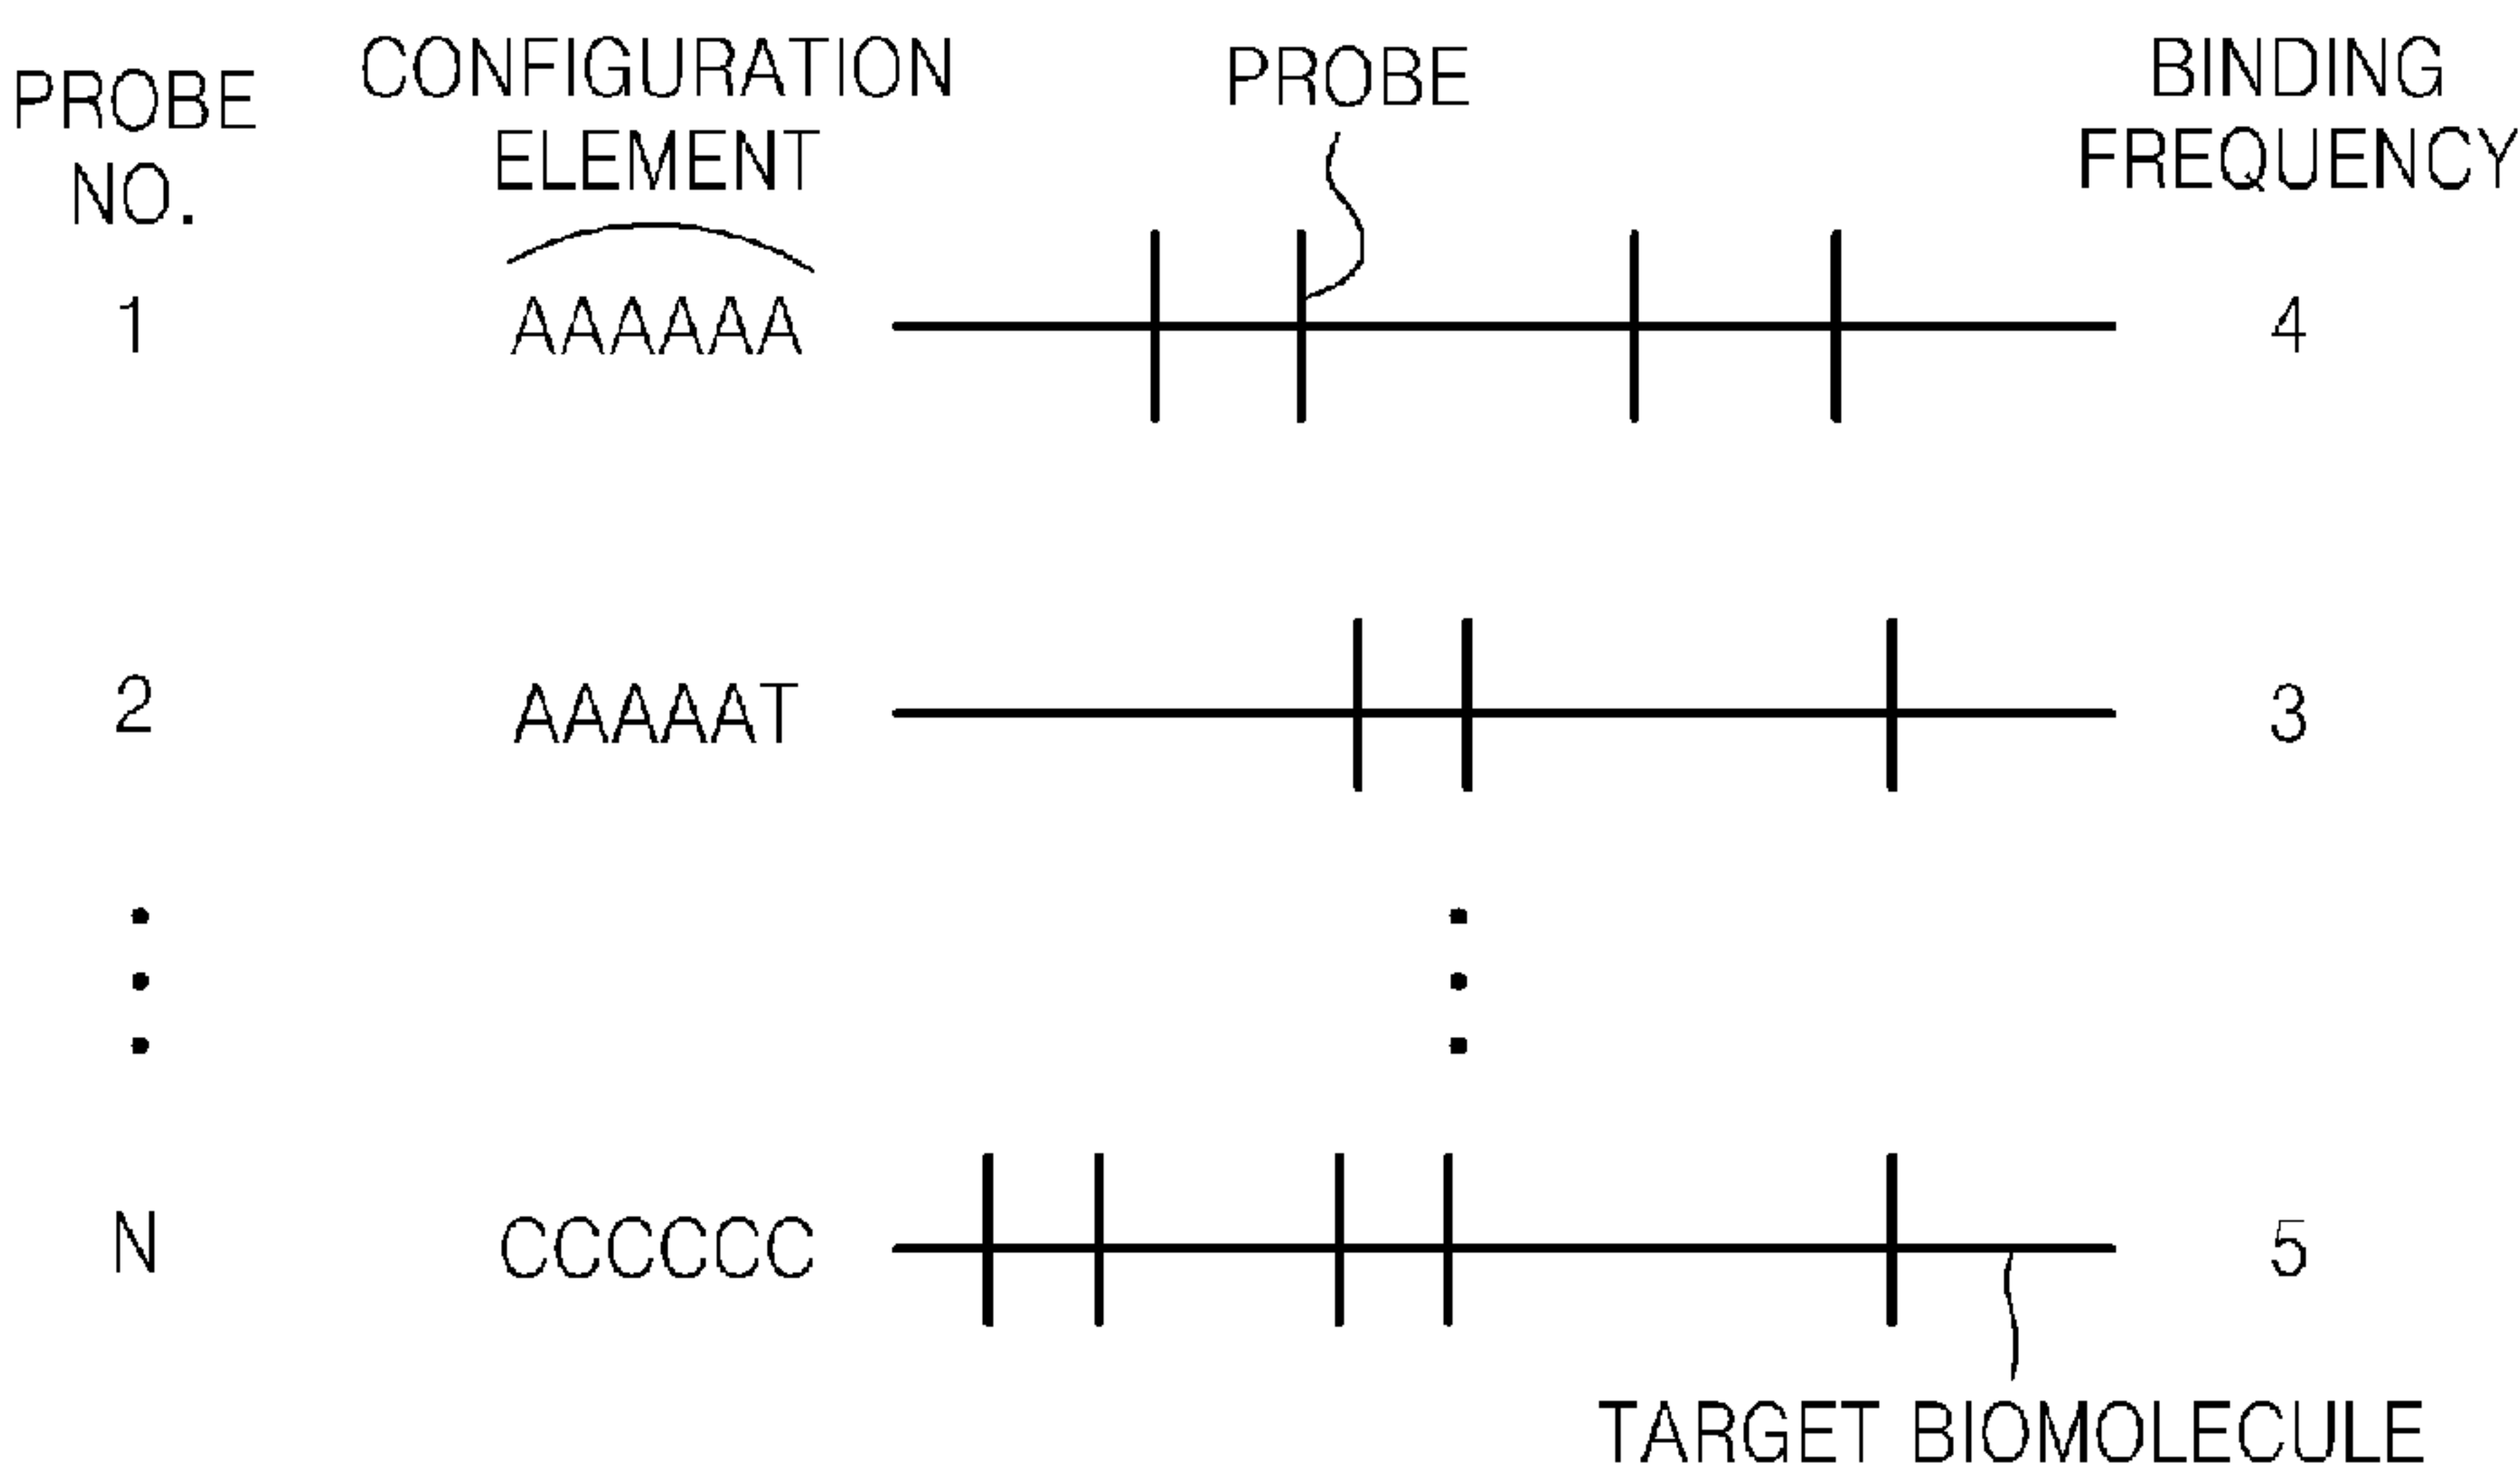 PROBE
NO.
CONFIGURATION
ELEMENT
PROBE
BINDING
FREQUENCY
1 AAAAAA 4
2 AAAAAT 3
N CCCCCC 5
TARGET BIOMOLECULE